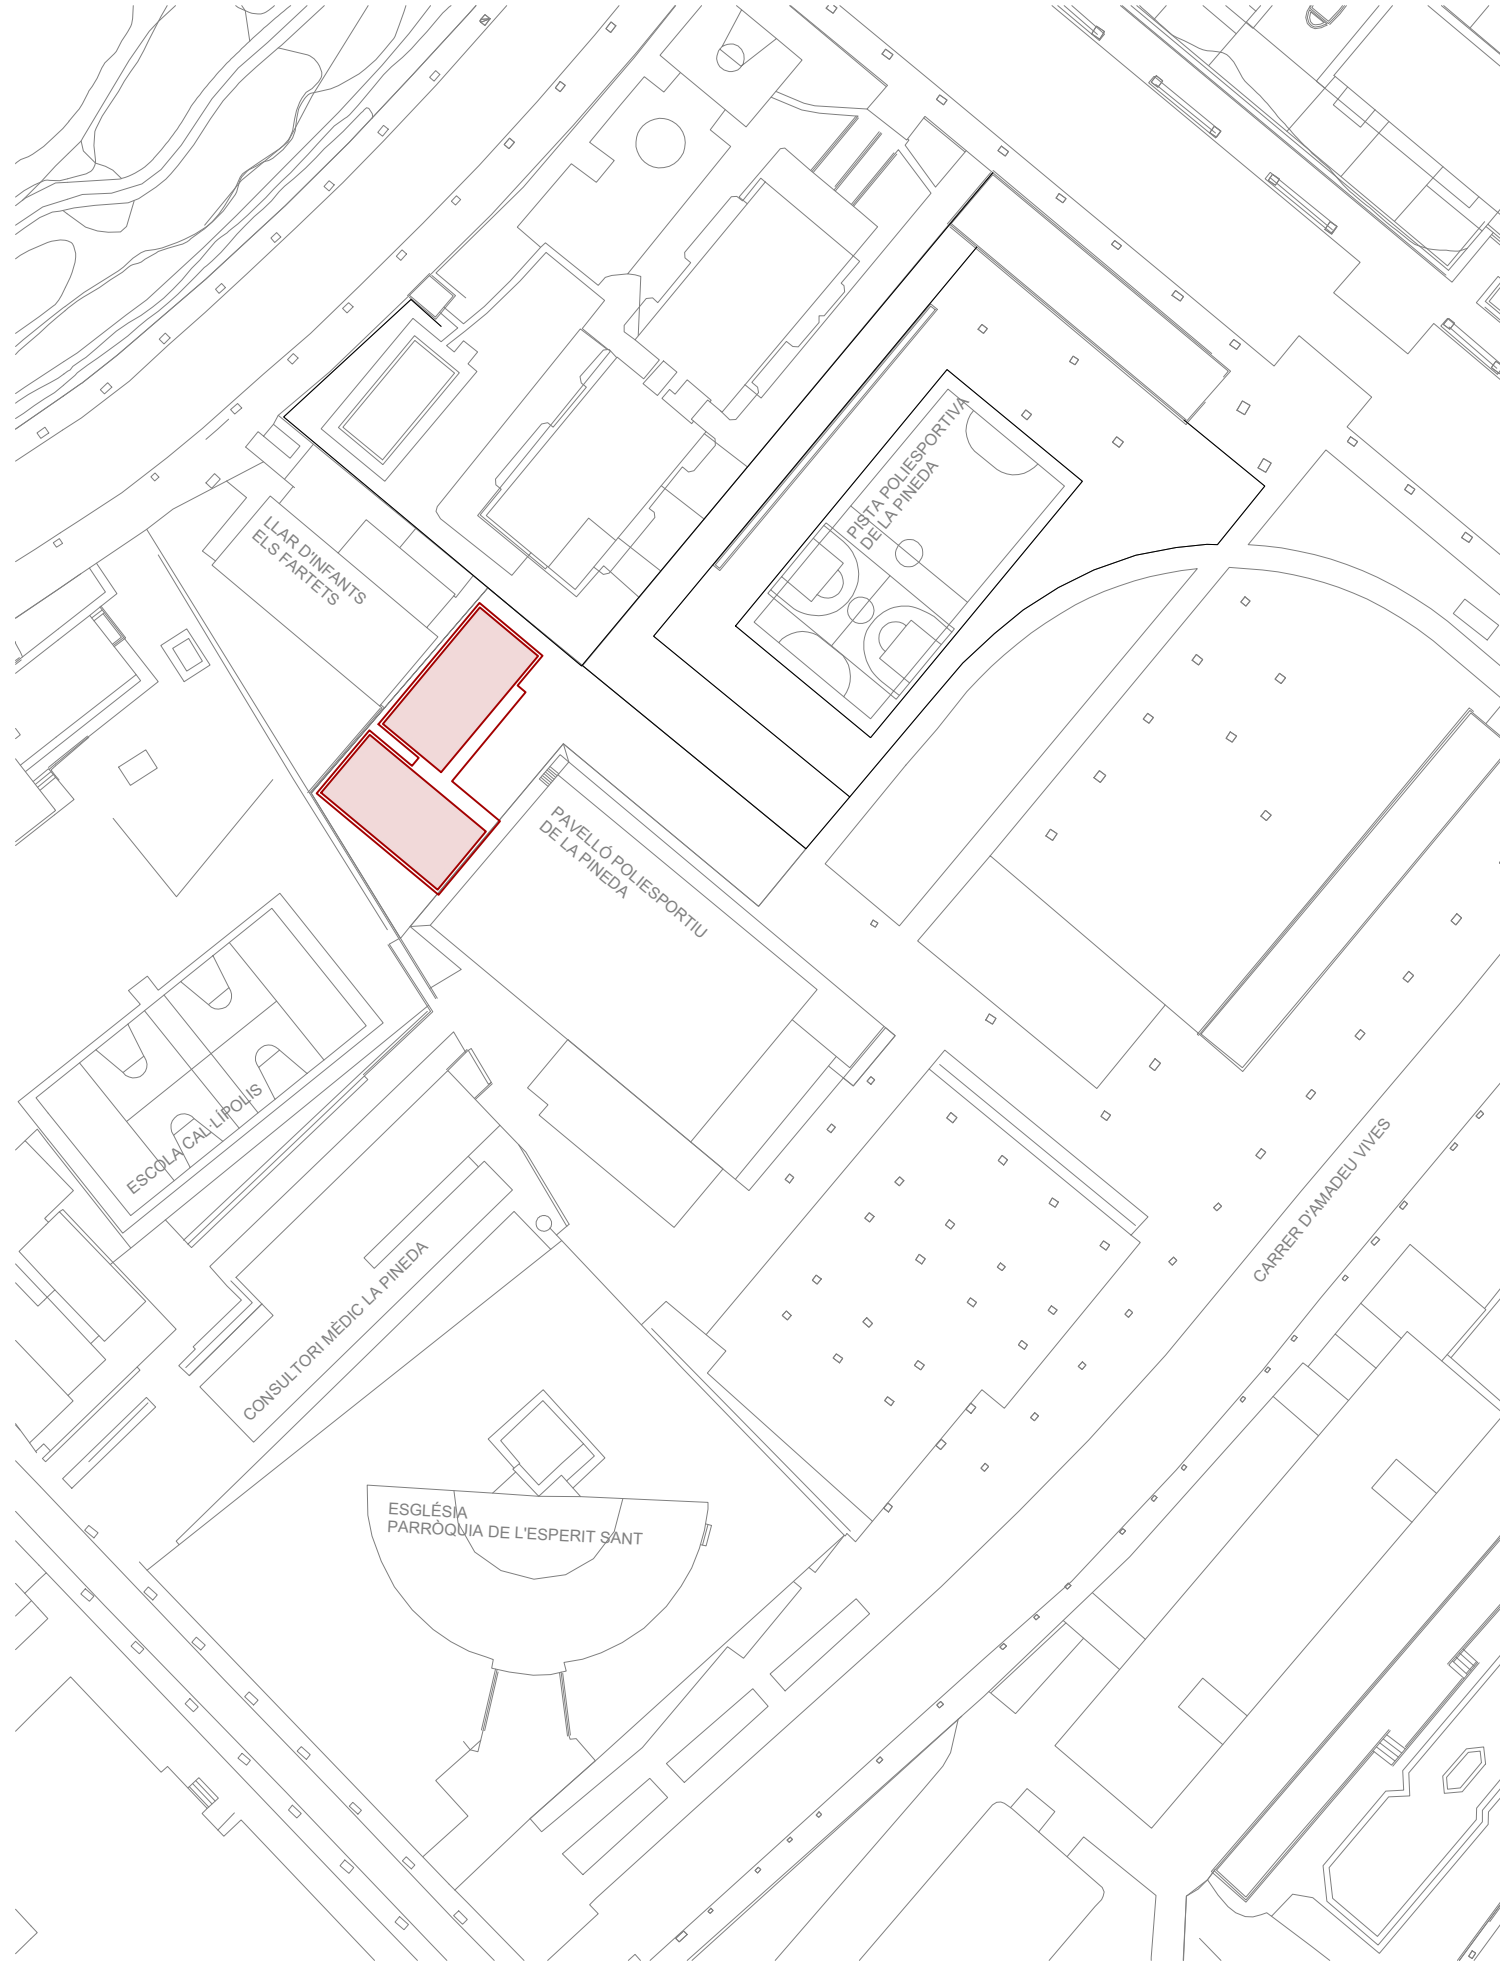 PISTA POLIESPORTIVA
DE LA PINEDA
LLAR D'INFANTS
ELS FARTETS
PAVELLÓ POLIESPORTIU
DE LA PINEDA
ESCOLA CAL·LÍPOLIS
CARRER D'AMADEU VIVES
CONSULTORI MÈDIC LA PINEDA
ESGLÉSIA
PARRÒQUIA DE L'ESPERIT SANT